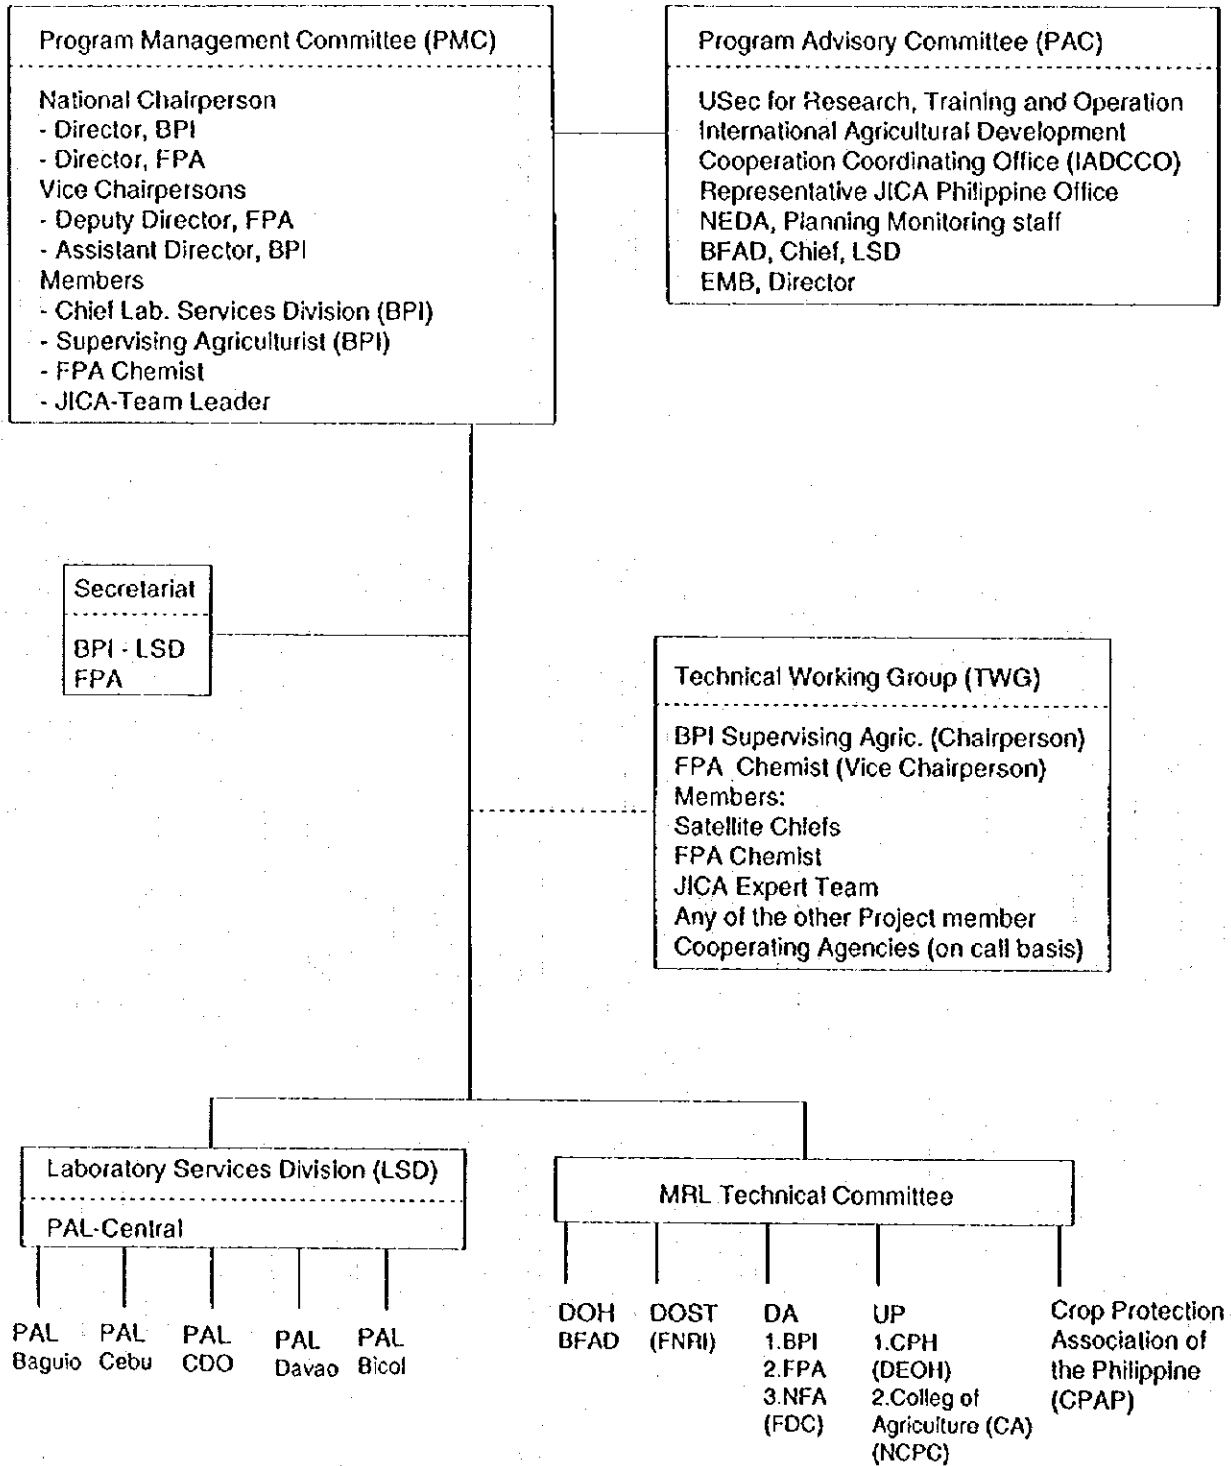 Program Management Committee (PMC)
National Chairperson
- Director, BPI
- Director, FPA
Vice Chairpersons
- Deputy Director, FPA
- Assistant Director, BPI
Members
- Chief Lab. Services Division (BPI)
- Supervising Agriculturist (BPI)
- FPA Chemist
- JICA-Team Leader
Program Advisory Committee (PAC)
USec for Research, Training and Operation
International Agricultural Development
Cooperation Coordinating Office (IADCCO)
Representative JICA Philippine Office
NEDA, Planning Monitoring staff
BFAD, Chief, LSD
EMB, Director
Secretariat
BPI - LSD
FPA
Technical Working Group (TWG)
BPI Supervising Agric. (Chairperson)
FPA Chemist (Vice Chairperson)
Members:
Satellite Chiefs
FPA Chemist
JICA Expert Team
Any of the other Project member
Cooperating Agencies (on call basis)
Laboratory Services Division (LSD)
PAL-Central
PAL
Baguio
PAL
Cebu
PAL
CDO
PAL
Davao
PAL
Bicol
MRL Technical Committee
DOH
BFAD
DOST
(FNRI)
DA
1.BPI
2.FPA
3.NFA
(FDC)
UP
1.CPH
(DEOH)
2.Colleg of
Agriculture (CA)
(NCPC)
Crop Protection
Association of
the Philippine
(CPAP)